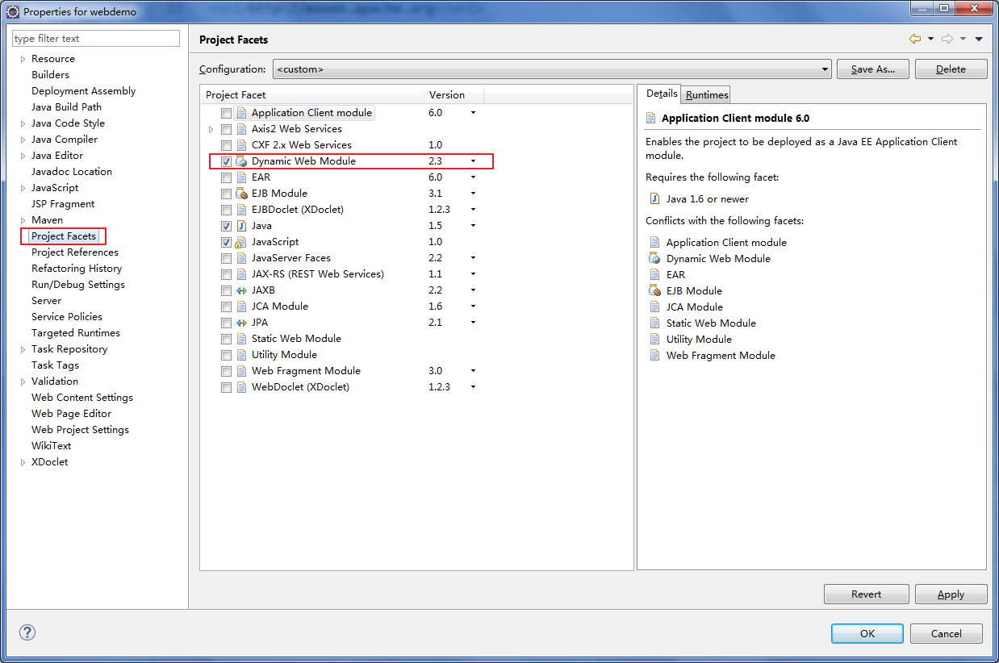 Properties for webdemo
type filter text
Resource
Builders
Deployment Assembly
Java Build Path
Java Code Style
Java Compiler
Java Editor
Javadoc Location
JavaScript
JSP Fragment
Maven
Project Facets
Project References
Refactoring History
Run/Debug Settings
Server
Service Policies
Targeted Runtimes
Task Repository
Task Tags
Validation
Web Content Settings
Web Page Editor
Web Project Settings
WikiText
XDoclet
Project Facets
Configuration: <custom> Save As... Delete
Project Facet Version
Application Client module 6.0
Axis2 Web Services
CXF 2.x Web Services 1.0
Dynamic Web Module 2.3
EAR 6.0
EJB Module 3.1
EJBDoclet (XDoclet) 1.2.3
Java 1.5
JavaScript 1.0
JavaServer Faces 2.2
JAX-RS (REST Web Services) 1.1
JAXB 2.2
JCA Module 1.6
JPA 2.1
Static Web Module
Utility Module
Web Fragment Module 3.0
WebDoclet (XDoclet) 1.2.3
Details Runtimes
Application Client module 6.0
Enables the project to be deployed as a Java EE Application Client
module.
Requires the following facet:
Java 1.6 or newer
Conflicts with the following facets:
Application Client module
Dynamic Web Module
EAR
EJB Module
JCA Module
Static Web Module
Utility Module
Web Fragment Module
Revert Apply
OK Cancel